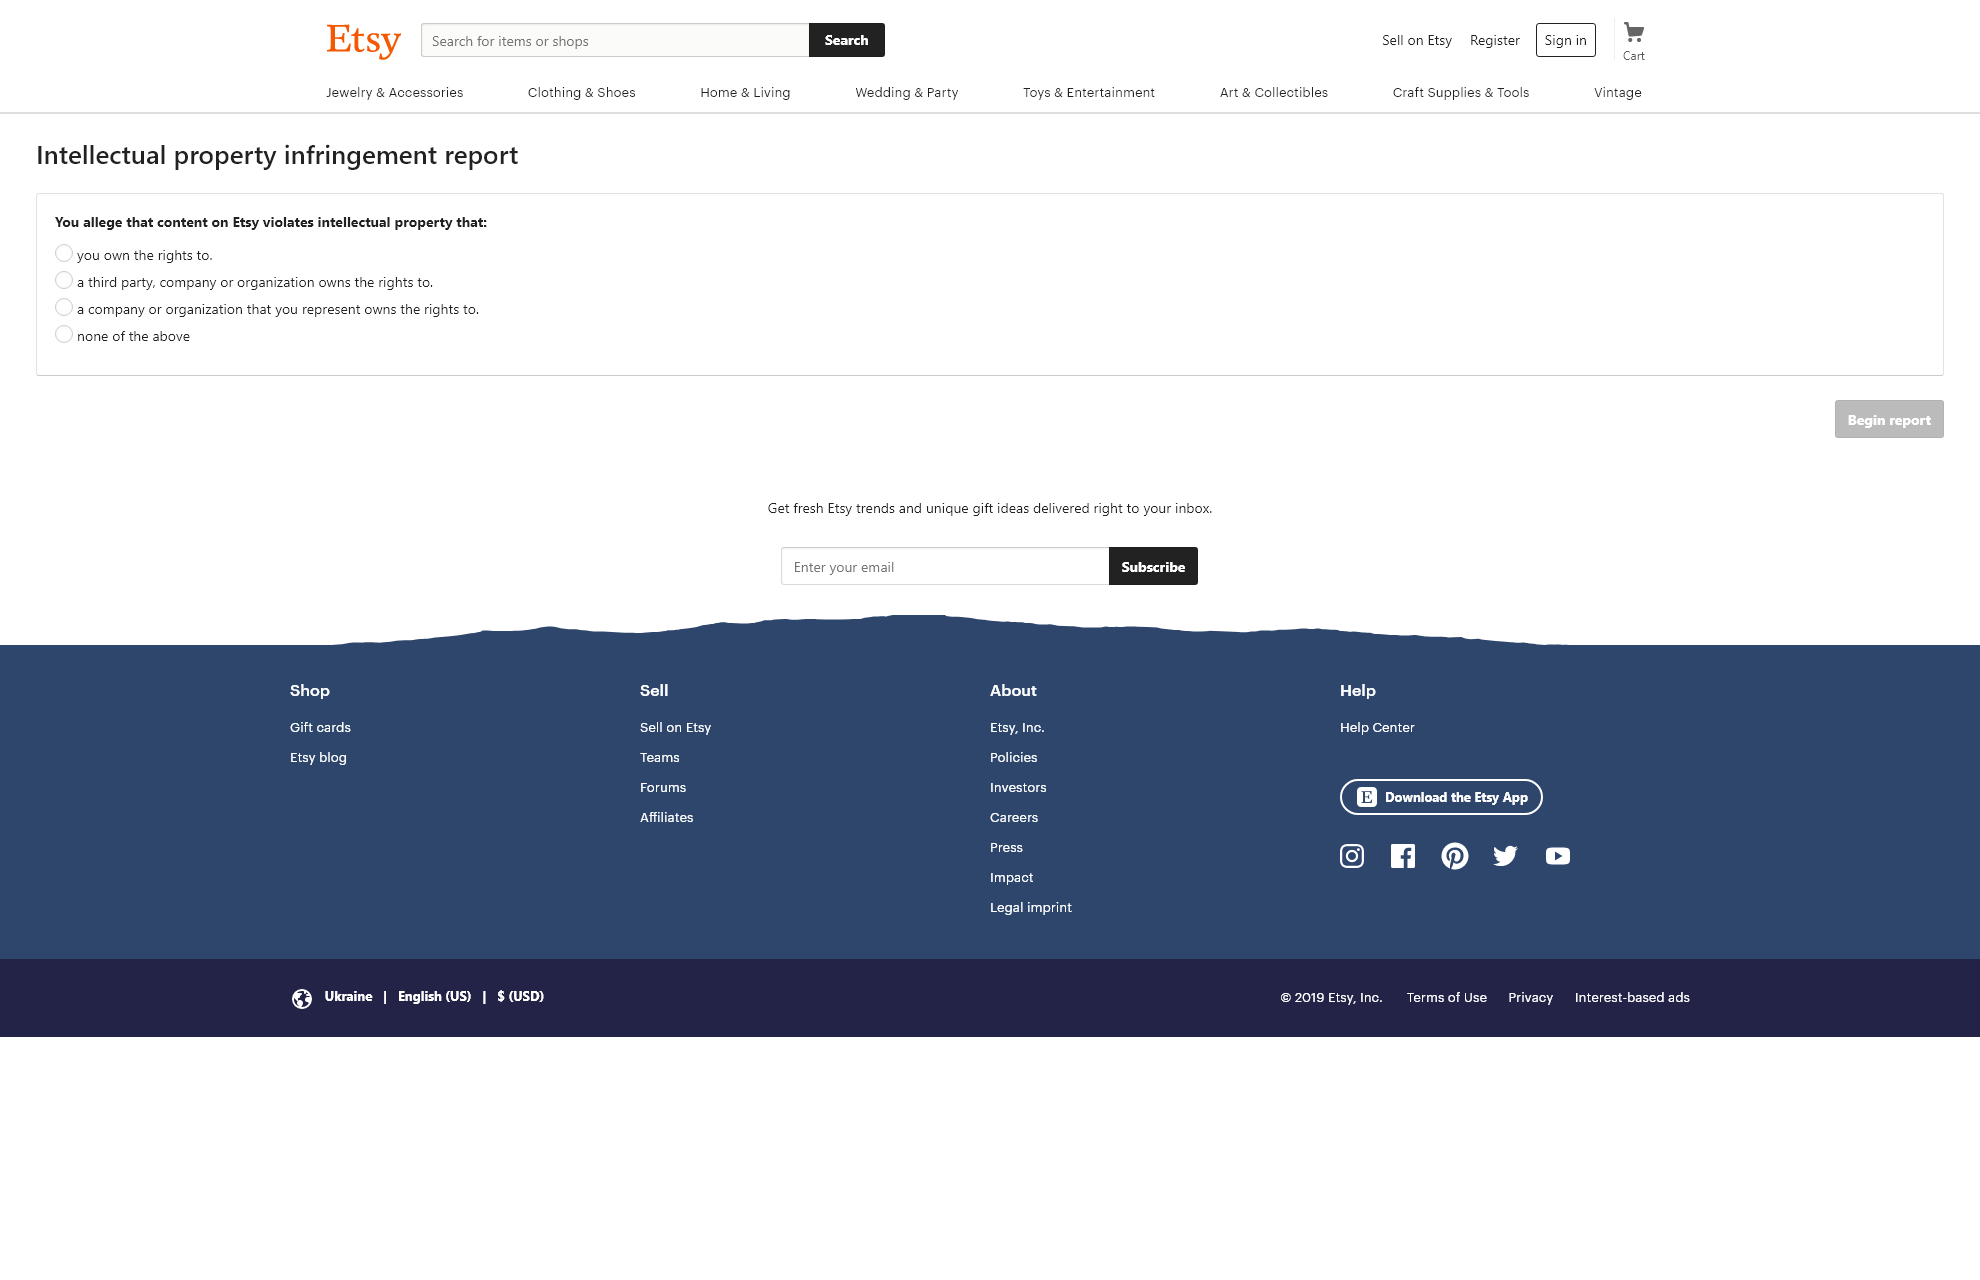 Etsy
Search for items or shops
Search
Sell on Etsy
Register
Sign in
Cart
Jewelry & Accessories
Clothing & Shoes
Home & Living
Wedding & Party
Toys & Entertainment
Art & Collectibles
Craft Supplies & Tools
Vintage
Intellectual property infringement report
You allege that content on Etsy violates intellectual property that:
you own the rights to.
a third party, company or organization owns the rights to.
a company or organization that you represent owns the rights to.
none of the above
Begin report
Get fresh Etsy trends and unique gift ideas delivered right to your inbox.
Enter your email
Subscribe
Shop
Gift cards
Etsy blog
Sell
Sell on Etsy
Teams
Forums
Affiliates
About
Etsy, Inc.
Policies
Investors
Careers
Press
Impact
Legal imprint
Help
Help Center
E Download the Etsy App
Ukraine | English (US) | $ (USD)
© 2019 Etsy, Inc.
Terms of Use
Privacy
Interest-based ads